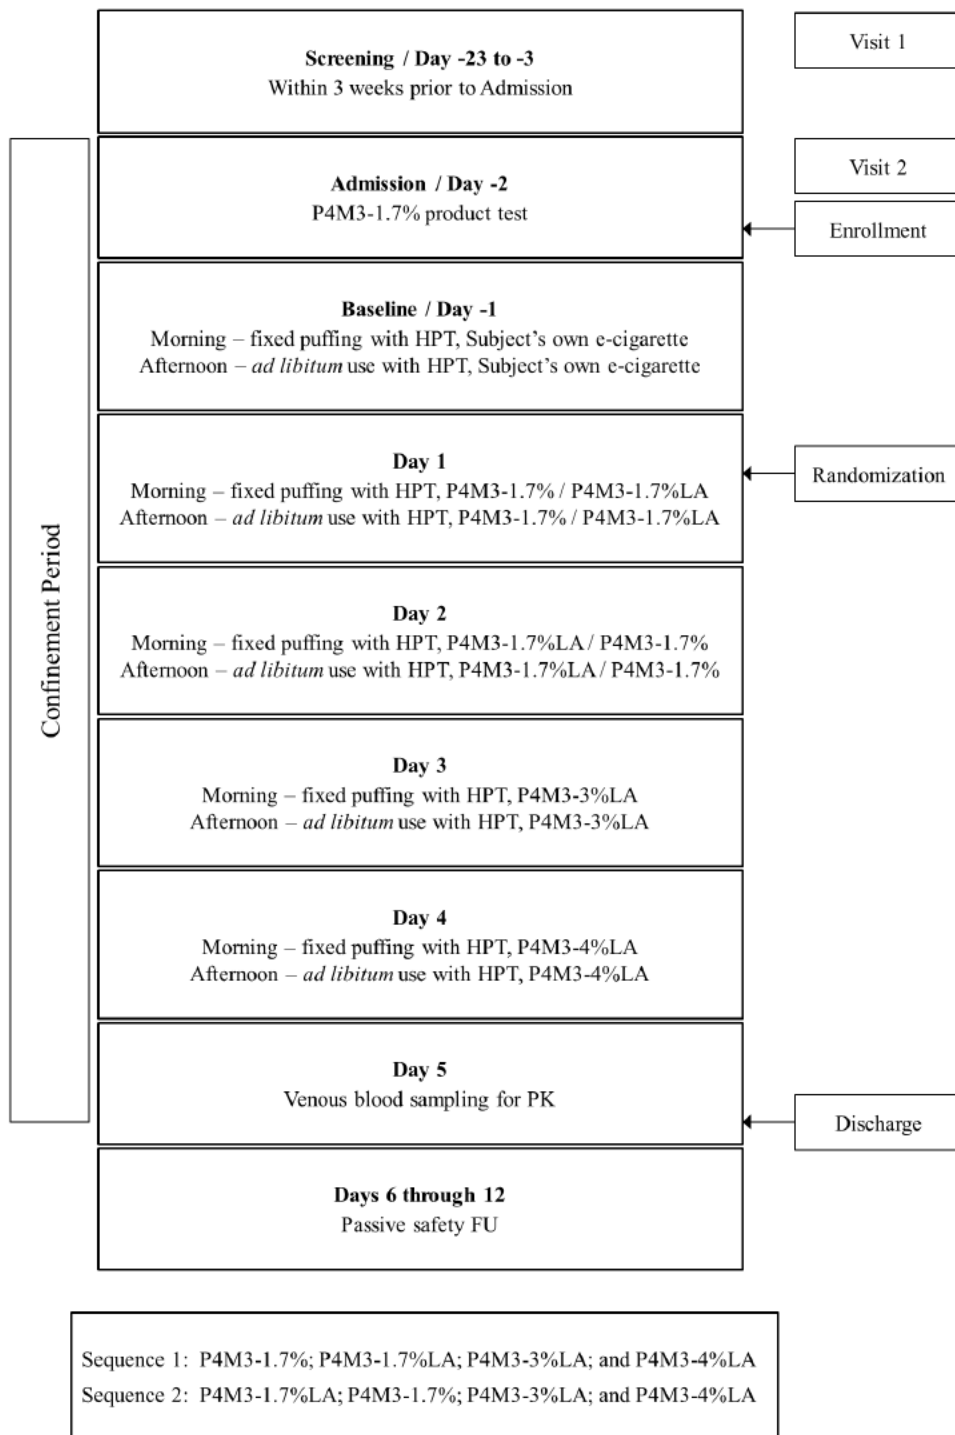 Screening / Day -23 to -3
Within 3 weeks prior to Admission
Visit 1
Confinement Period
Admission / Day -2
P4M3-1.7% product test
Visit 2
Enrollment
Baseline / Day -1
Morning – fixed puffing with HPT, Subject's own e-cigarette
Afternoon – ad libitum use with HPT, Subject's own e-cigarette
Day 1
Morning – fixed puffing with HPT, P4M3-1.7% / P4M3-1.7%LA
Afternoon – ad libitum use with HPT, P4M3-1.7% / P4M3-1.7%LA
Randomization
Day 2
Morning – fixed puffing with HPT, P4M3-1.7%LA / P4M3-1.7%
Afternoon – ad libitum use with HPT, P4M3-1.7%LA / P4M3-1.7%
Day 3
Morning – fixed puffing with HPT, P4M3-3%LA
Afternoon – ad libitum use with HPT, P4M3-3%LA
Day 4
Morning – fixed puffing with HPT, P4M3-4%LA
Afternoon – ad libitum use with HPT, P4M3-4%LA
Day 5
Venous blood sampling for PK
Discharge
Days 6 through 12
Passive safety FU
Sequence 1: P4M3-1.7%; P4M3-1.7%LA; P4M3-3%LA; and P4M3-4%LA
Sequence 2: P4M3-1.7%LA; P4M3-1.7%; P4M3-3%LA; and P4M3-4%LA